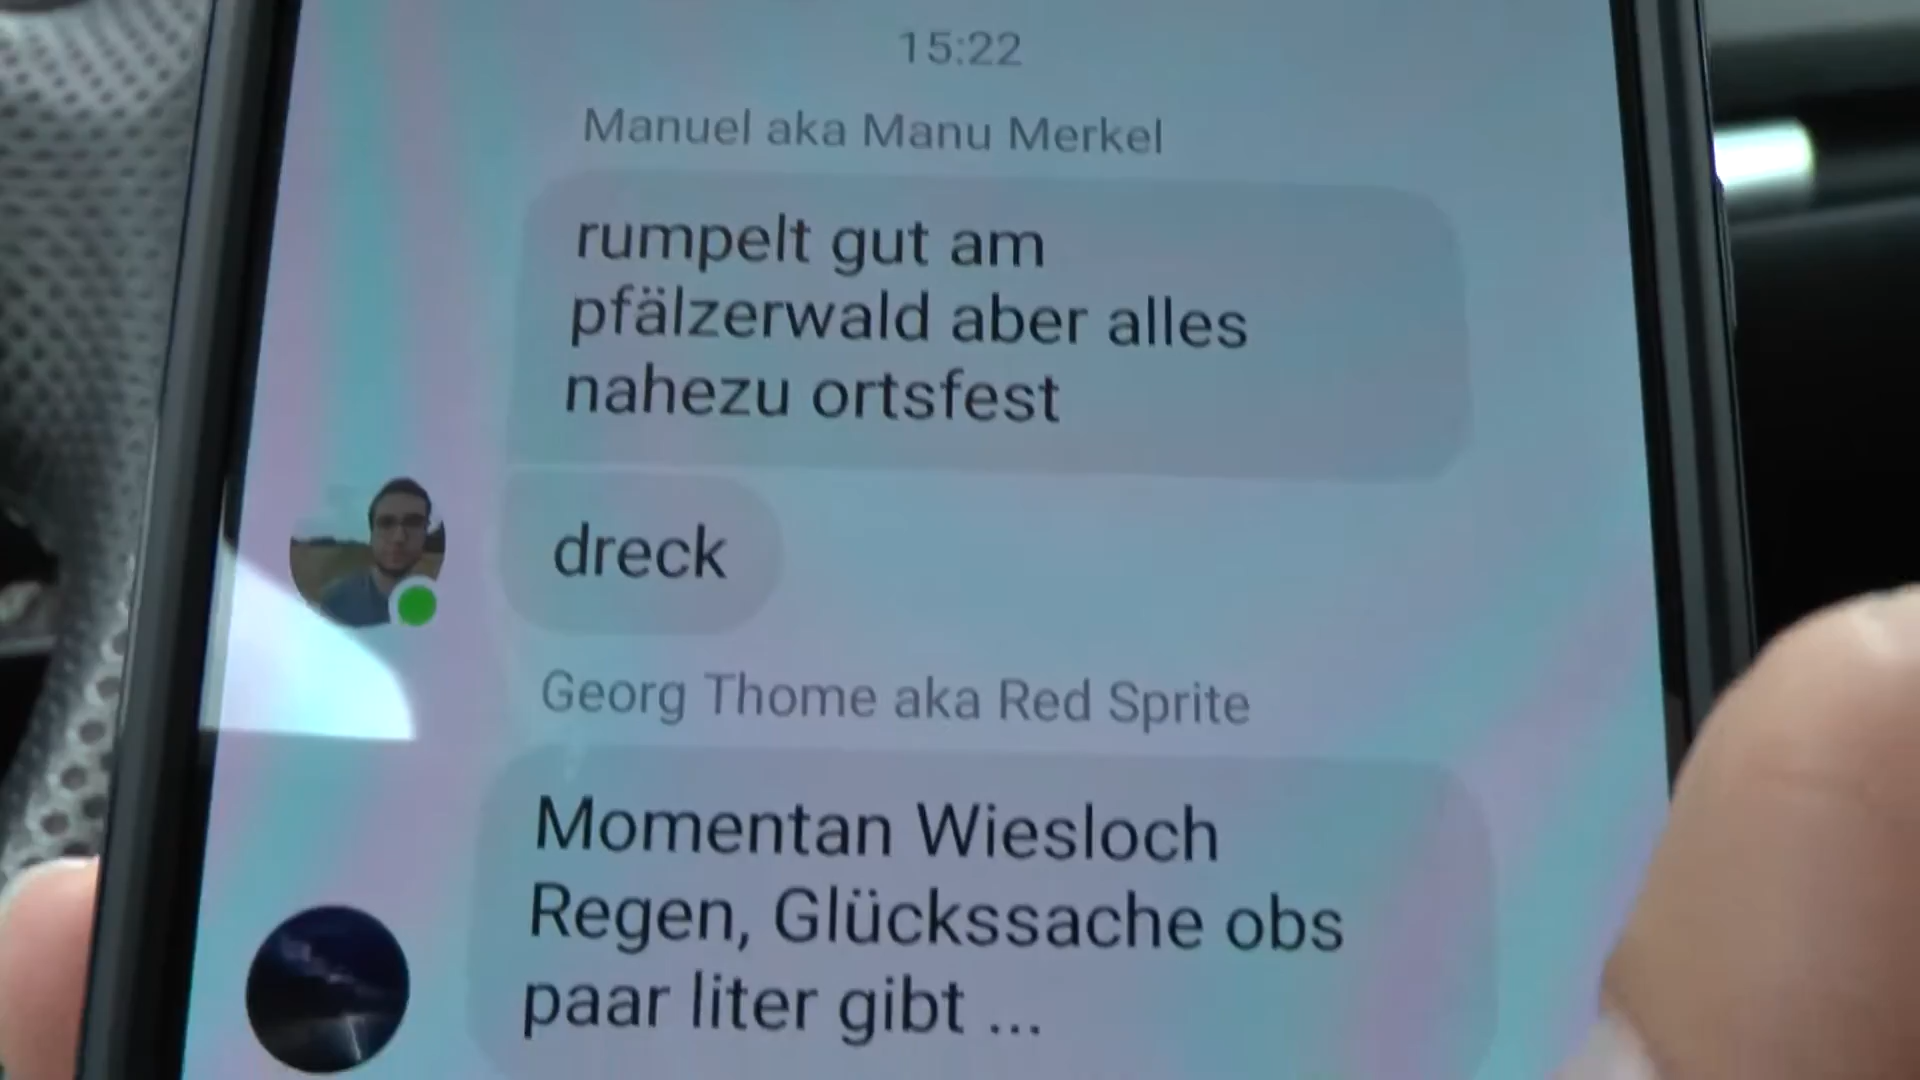 15:22
Manuel aka Manu Merkel
rumpelt gut am
pfälzerwald aber alles
nahezu ortsfest
dreck
Georg Thome aka Red Sprite
Momentan Wiesloch
Regen, Glückssache obs
paar liter gibt ...